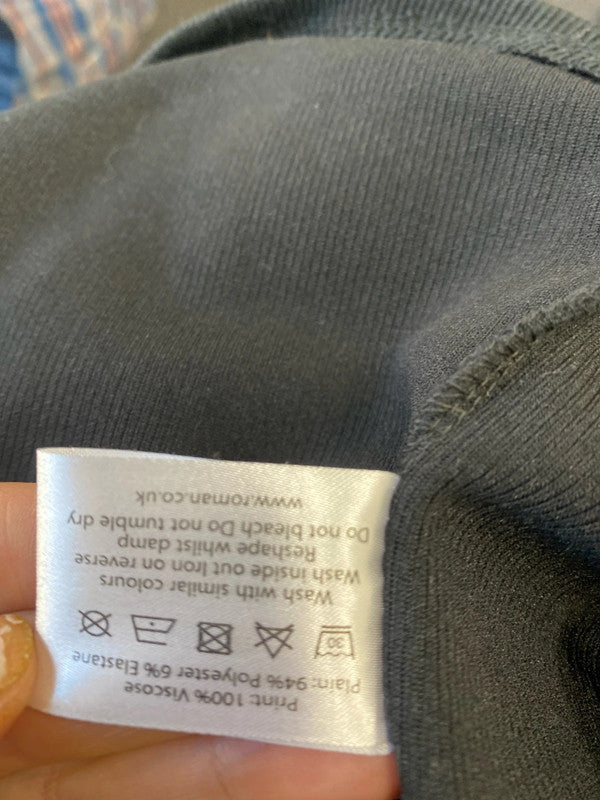 Print: 100% Viscose
Plain: 94% Polyester 6% Elastane
30
Wash with similar colours
Wash inside out Iron on reverse
Reshape whilst damp
Do not bleach Do not tumble dry
www.roman.co.uk